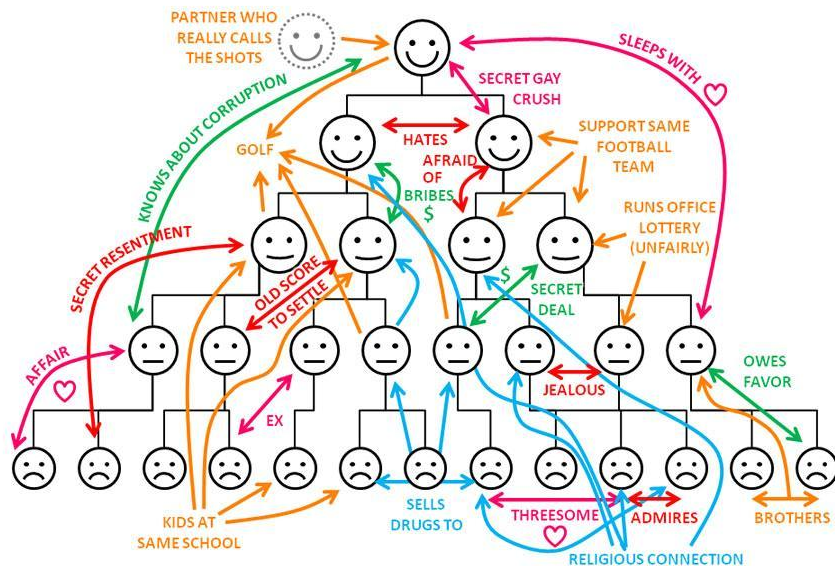 PARTNER WHO
REALLY CALLS
THE SHOTS
SLEEPS WITH
SECRET GAY
CRUSH
KNOWS ABOUT CORRUPTION
HATES
GOLF
AFRAID
OF
SUPPORT SAME
FOOTBALL
TEAM
BRIBES
$
RUNS OFFICE
LOTTERY
(UNFAIRLY)
SECRET RESENTMENT
OLD SCORE
TO SETTLE
$
SECRET
DEAL
AFFAIR
OWES
FAVOR
JEALOUS
EX
SELLS
DRUGS TO
THREESOME
ADMIRES
BROTHERS
KIDS AT
SAME SCHOOL
RELIGIOUS CONNECTION